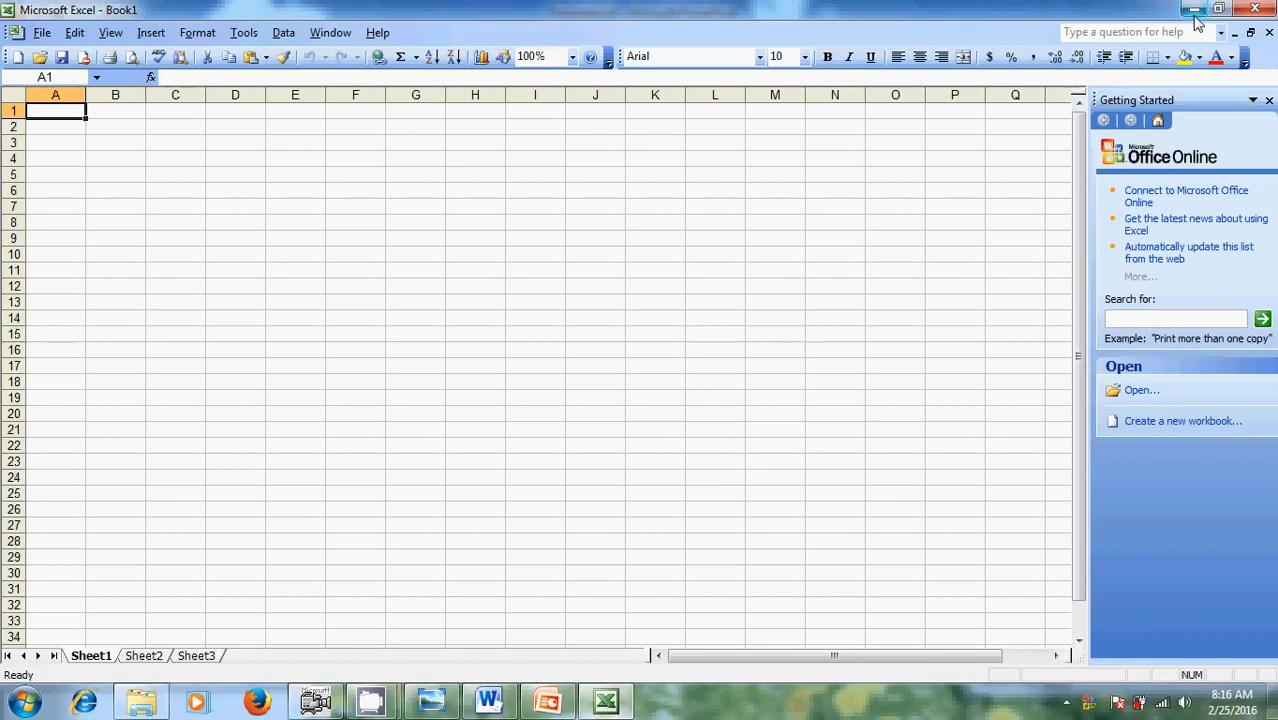 Microsoft Excel - Book1
File Edit View Insert Format Tools Data Window Help
Type a question for help
100%
Arial
10
A1
fx
A B C D E F G H I J K L M N O P Q
1
2
3
4
5
6
7
8
9
10
11
12
13
14
15
16
17
18
19
20
21
22
23
24
25
26
27
28
29
30
31
32
33
34
Getting Started
Microsoft
Office Online
Connect to Microsoft Office
Online
Get the latest news about using
Excel
Automatically update this list
from the web
More...
Search for:
Example: "Print more than one copy"
Open
Open...
Create a new workbook...
Sheet1 Sheet2 Sheet3
Ready
NUM
8:16 AM
2/25/2016